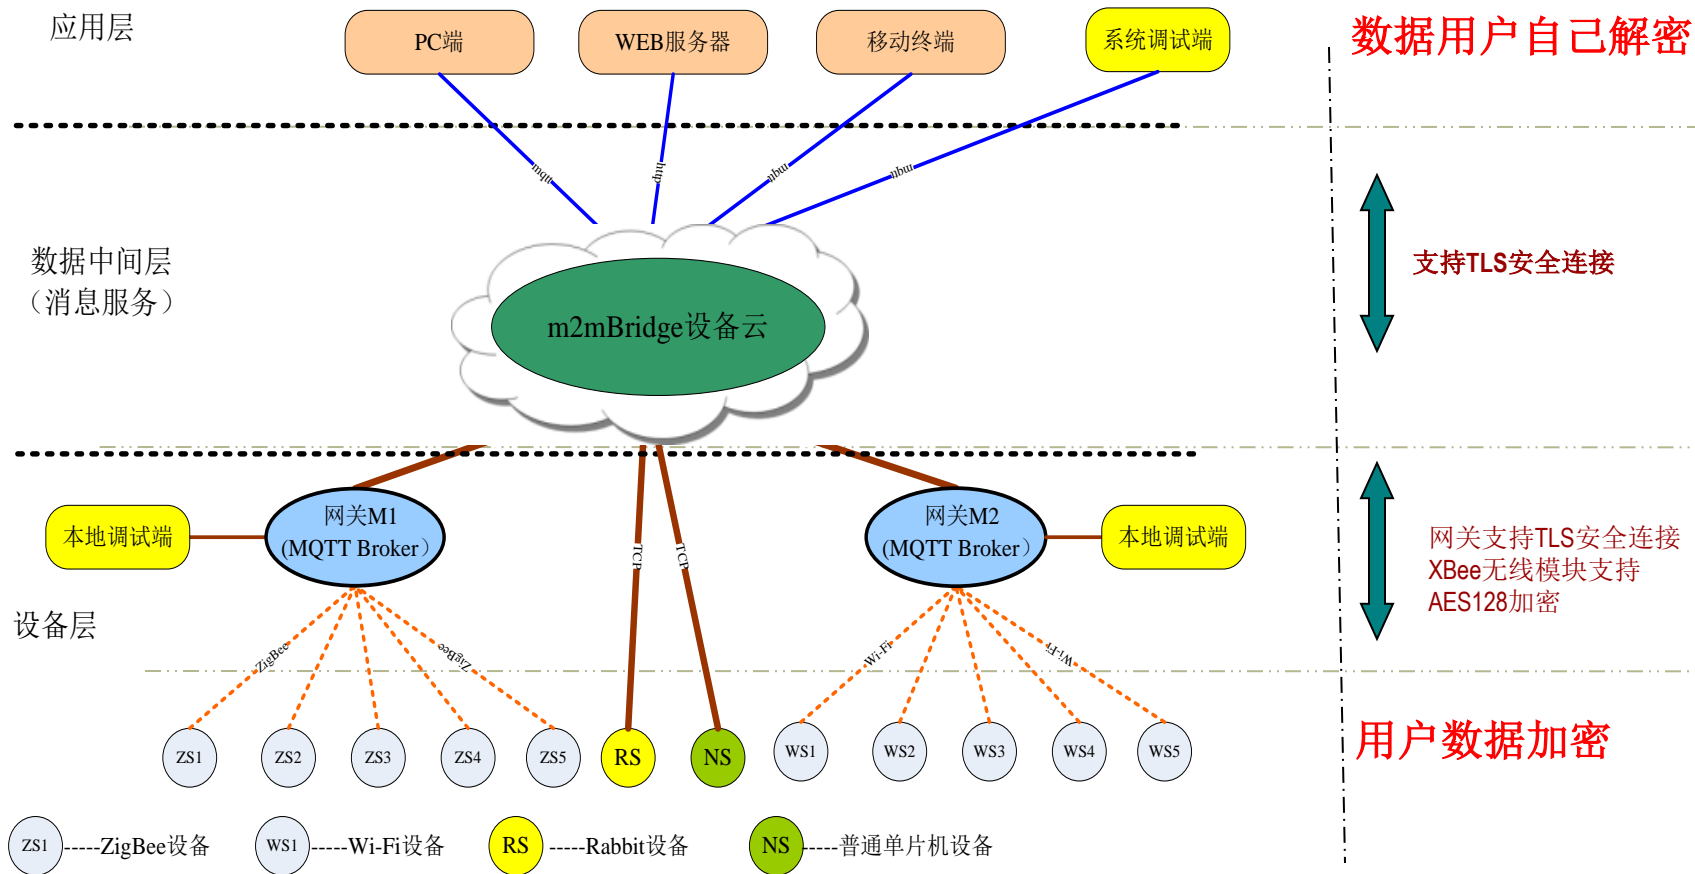 应用层
PC端
WEB服务器
移动终端
系统调试端
数据用户自己解密
mqtt
http
mqtt
mqtt
数据中间层
（消息服务）
m2mBridge设备云
支持TLS安全连接
本地调试端
网关M1
(MQTT Broker）
TCP
TCP
网关M2
(MQTT Broker）
本地调试端
网关支持TLS安全连接
XBee无线模块支持
AES128加密
设备层
ZigBee
ZigBee
Wi-Fi
Wi-Fi
ZS1
ZS2
ZS3
ZS4
ZS5
RS
NS
WS1
WS2
WS3
WS4
WS5
用户数据加密
ZS1 -----ZigBee设备
WS1 -----Wi-Fi设备
RS -----Rabbit设备
NS -----普通单片机设备